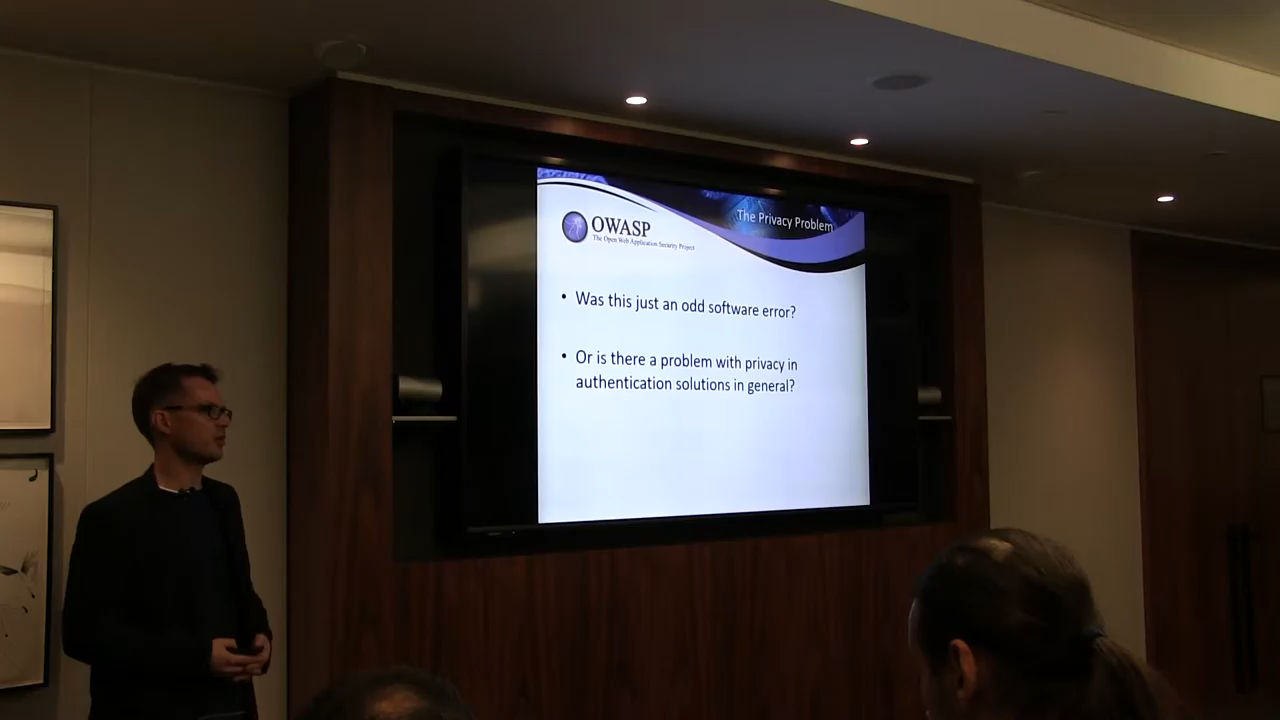 The Privacy Problem
OWASP
The Open Web Application Security Project
• Was this just an odd software error?
• Or is there a problem with privacy in
authentication solutions in general?